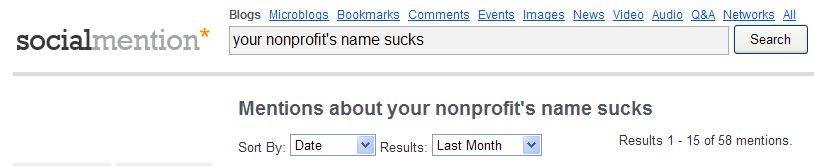 Blogs Microblogs Bookmarks Comments Events Images News Video Audio Q&A Networks All
socialmention*
your nonprofit's name sucks Search
Mentions about your nonprofit's name sucks
Sort By: Date Results: Last Month Results 1 - 15 of 58 mentions.